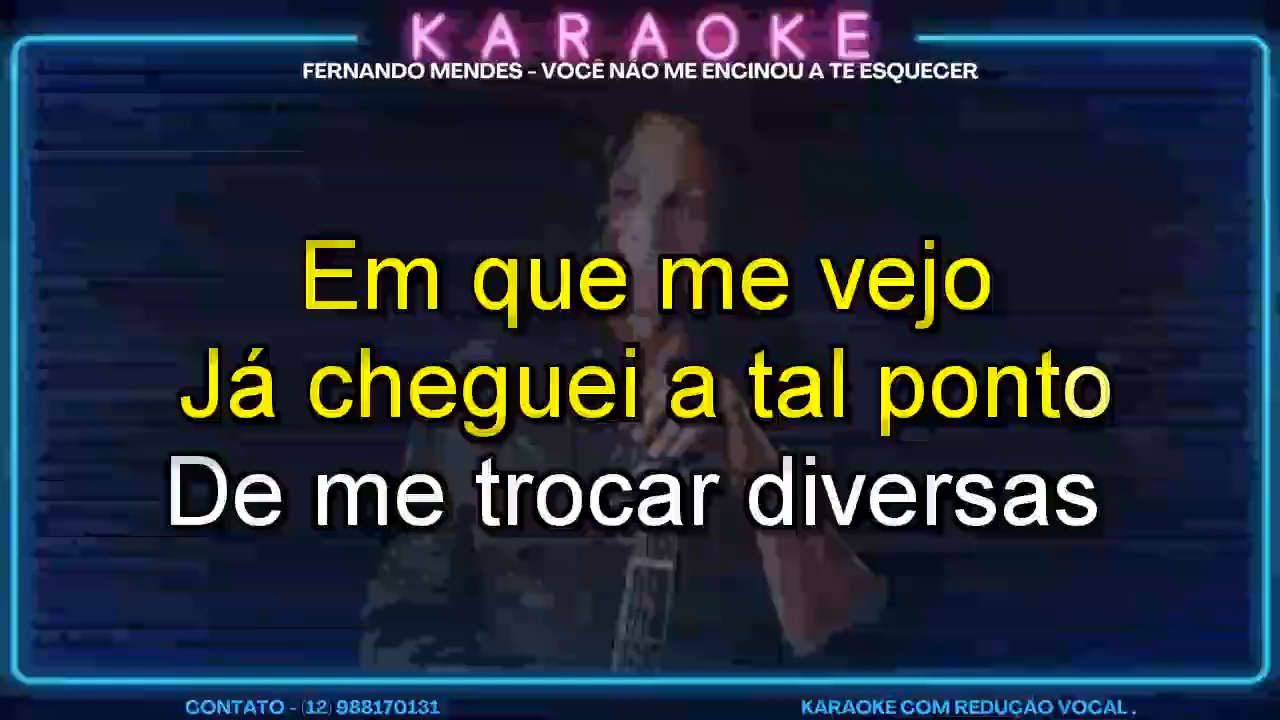 KARAOKE
FERNANDO MENDES - VOCÊ NÃO ME ENCINOU A TE ESQUECER
Em que me vejo
Já cheguei a tal ponto
De me trocar diversas
CONTATO - (12) 988170131
KARAOKE COM REDUÇÃO VOCAL .